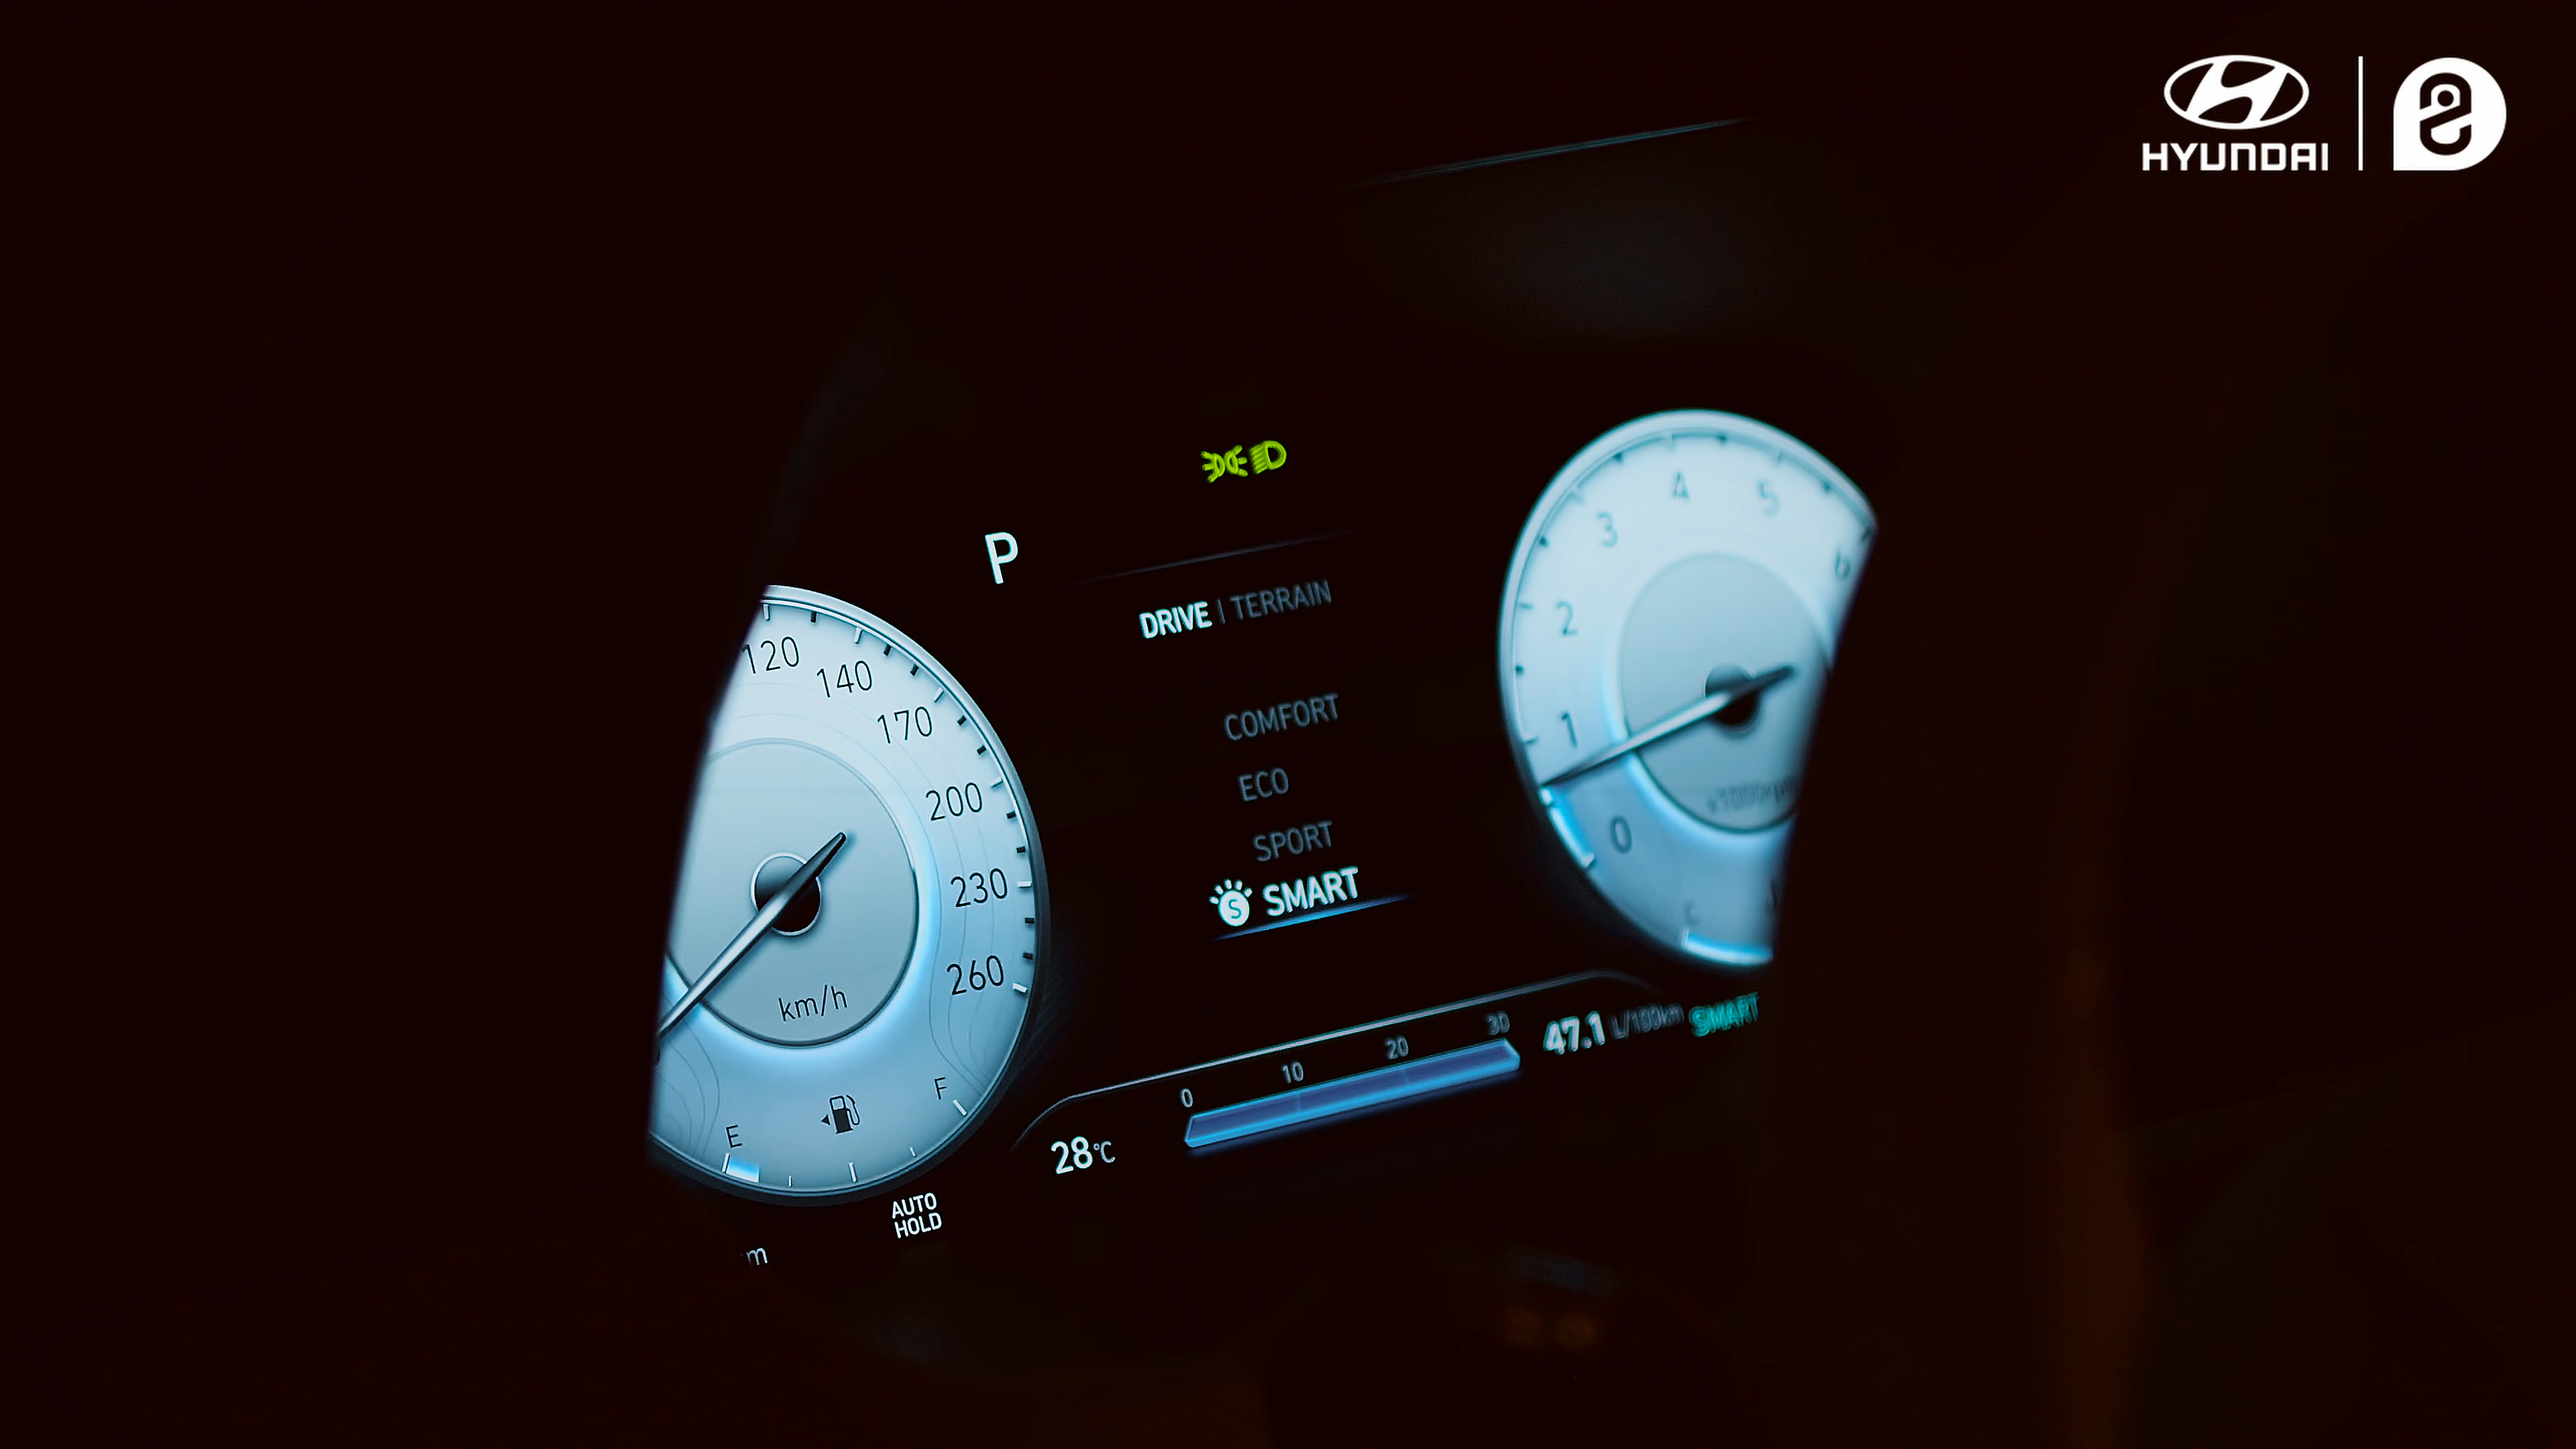 HYUNDAI
P
DRIVE | TERRAIN
COMFORT
ECO
SPORT
SMART
120
140
170
200
230
260
km/h
E
F
AUTO
HOLD
28°C
0
10
20
30
47.1 L/100km SMART
0
1
2
3
4
5
6